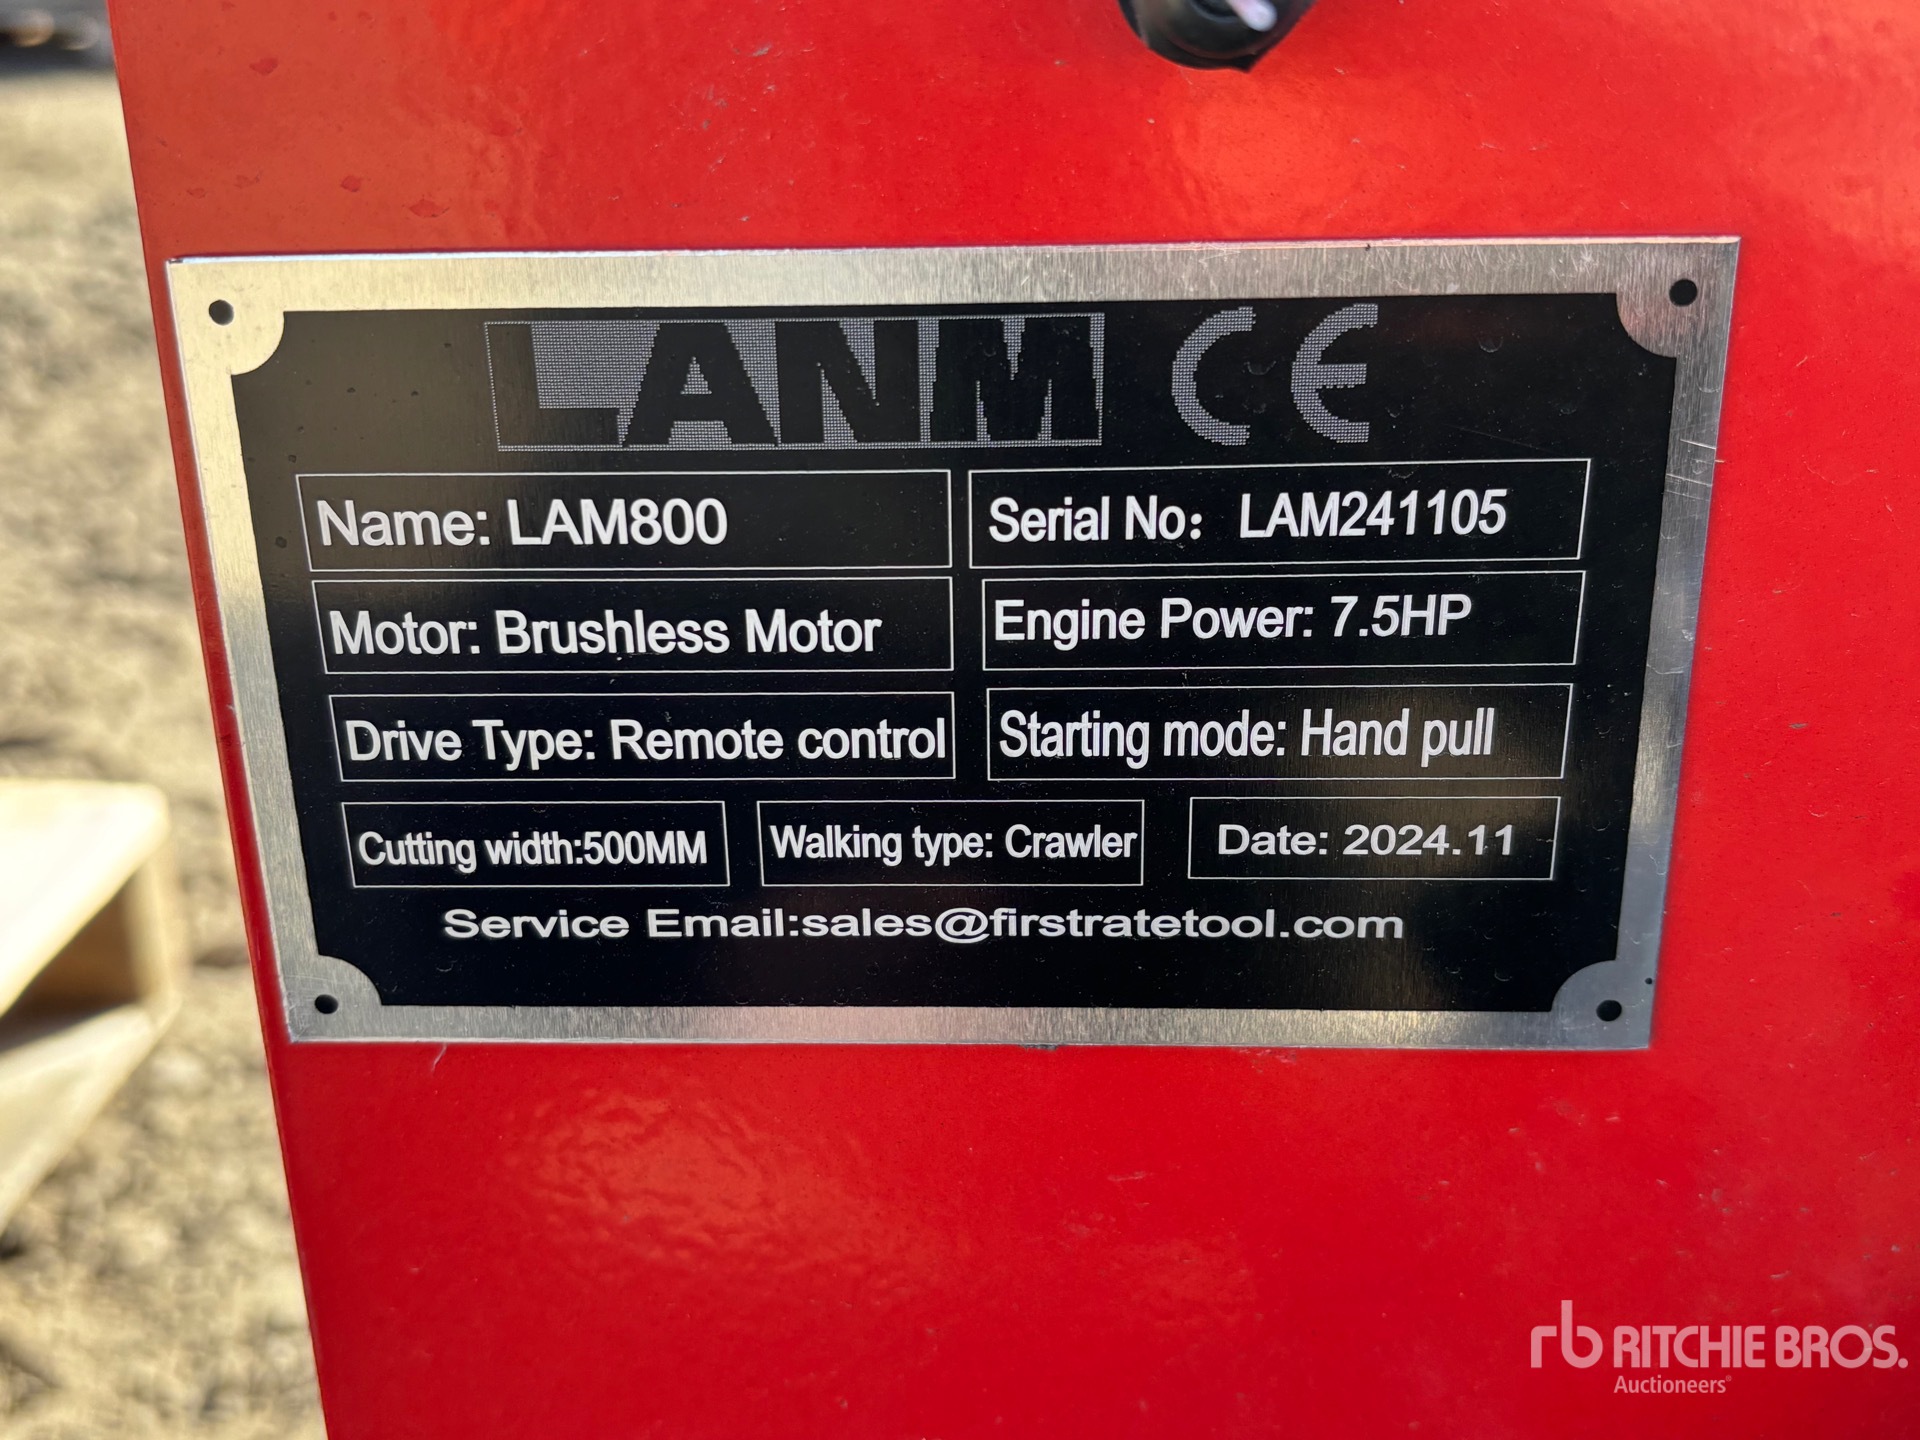 LANM CE
Name: LAM800
Serial No: LAM241105
Motor: Brushless Motor
Engine Power: 7.5HP
Drive Type: Remote control
Starting mode: Hand pull
Cutting width:500MM
Walking type: Crawler
Date: 2024.11
Service Email:sales@firstratetool.com
rb RITCHIE BROS.
Auctioneers®